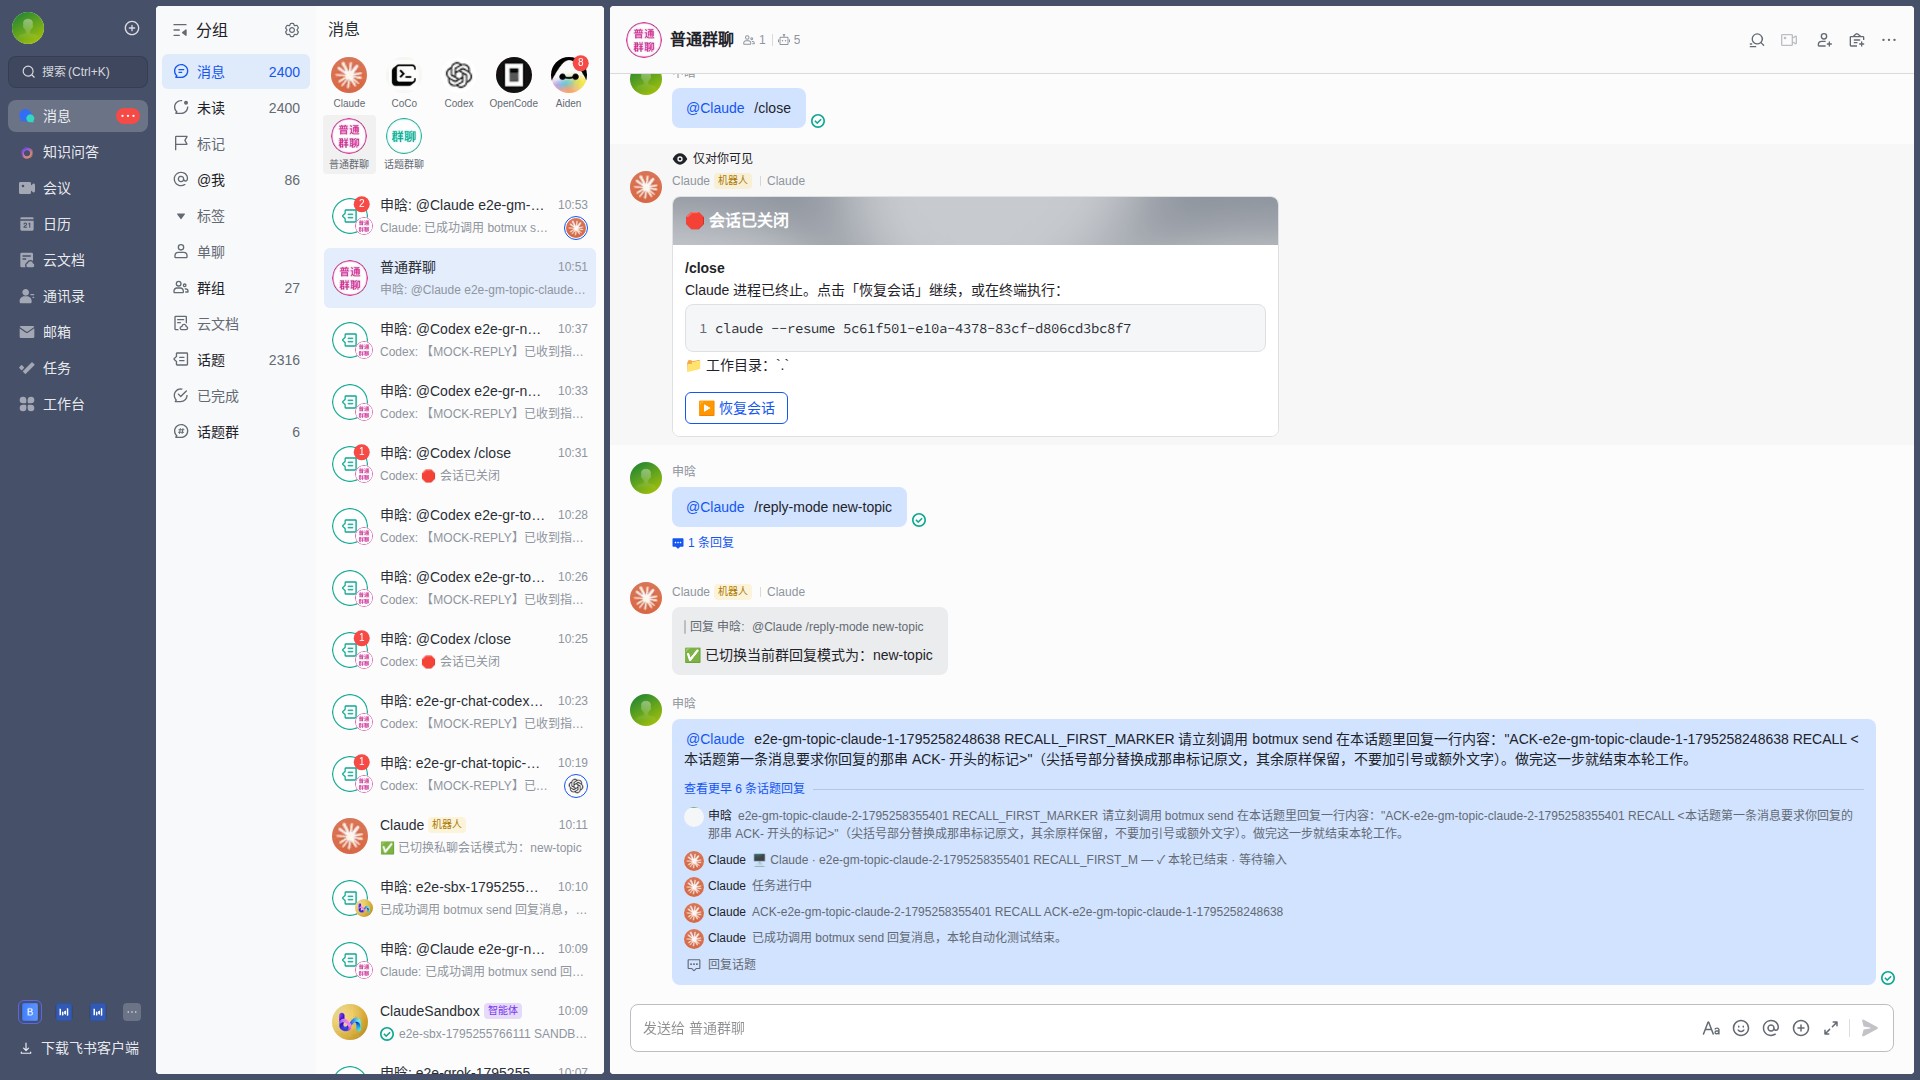 搜索 (Ctrl+K)
消息
知识问答
会议
日历
云文档
通讯录
邮箱
任务
工作台
B
下载飞书客户端
分组
消息 2400
未读 2400
标记
@我 86
标签
单聊
群组 27
云文档
话题 2316
已完成
话题群 6
消息
8
Claude CoCo Codex OpenCode Aiden
普通
群聊
群聊
普通群聊 话题群聊
2
申晗: @Claude e2e-gm-... 10:53
Claude: 已成功调用 botmux s...
普通群聊 10:51
申晗: @Claude e2e-gm-topic-claude...
申晗: @Codex e2e-gr-n... 10:37
Codex: 【MOCK-REPLY】已收到指...
申晗: @Codex e2e-gr-n... 10:33
Codex: 【MOCK-REPLY】已收到指...
1
申晗: @Codex /close 10:31
Codex: 🛑 会话已关闭
申晗: @Codex e2e-gr-to... 10:28
Codex: 【MOCK-REPLY】已收到指...
申晗: @Codex e2e-gr-to... 10:26
Codex: 【MOCK-REPLY】已收到指...
1
申晗: @Codex /close 10:25
Codex: 🛑 会话已关闭
申晗: e2e-gr-chat-codex... 10:23
Codex: 【MOCK-REPLY】已收到指...
1
申晗: e2e-gr-chat-topic-... 10:19
Codex: 【MOCK-REPLY】已...
Claude 机器人 10:11
✅ 已切换私聊会话模式为：new-topic
申晗: e2e-sbx-1795255... 10:10
已成功调用 botmux send 回复消息，...
申晗: @Claude e2e-gr-n... 10:09
Claude: 已成功调用 botmux send 回...
ClaudeSandbox 智能体 10:09
e2e-sbx-1795255766111 SANDB...
申晗: e2e-grok-1795255... 10:07
普通群聊 1 5
申晗
@Claude /close
仅对你可见
Claude 机器人 | Claude
🛑 会话已关闭
/close
Claude 进程已终止。点击「恢复会话」继续，或在终端执行：
1 claude --resume 5c61f501-e10a-4378-83cf-d806cd3bc8f7
📁 工作目录：`.`
▶️ 恢复会话
申晗
@Claude /reply-mode new-topic
1 条回复
Claude 机器人 | Claude
回复 申晗：@Claude /reply-mode new-topic
✅ 已切换当前群回复模式为：new-topic
申晗
@Claude e2e-gm-topic-claude-1-1795258248638 RECALL_FIRST_MARKER 请立刻调用 botmux send 在本话题里回复一行内容："ACK-e2e-gm-topic-claude-1-1795258248638 RECALL <
本话题第一条消息要求你回复的那串 ACK- 开头的标记>"（尖括号部分替换成那串标记原文，其余原样保留，不要加引号或额外文字）。做完这一步就结束本轮工作。
查看更早 6 条话题回复
申晗 e2e-gm-topic-claude-2-1795258355401 RECALL_FIRST_MARKER 请立刻调用 botmux send 在本话题里回复一行内容："ACK-e2e-gm-topic-claude-2-1795258355401 RECALL <本话题第一条消息要求你回复的
那串 ACK- 开头的标记>"（尖括号部分替换成那串标记原文，其余原样保留，不要加引号或额外文字）。做完这一步就结束本轮工作。
Claude 🖥️ Claude · e2e-gm-topic-claude-2-1795258355401 RECALL_FIRST_M — ✓ 本轮已结束 · 等待输入
Claude 任务进行中
Claude ACK-e2e-gm-topic-claude-2-1795258355401 RECALL ACK-e2e-gm-topic-claude-1-1795258248638
Claude 已成功调用 botmux send 回复消息，本轮自动化测试结束。
回复话题
发送给 普通群聊